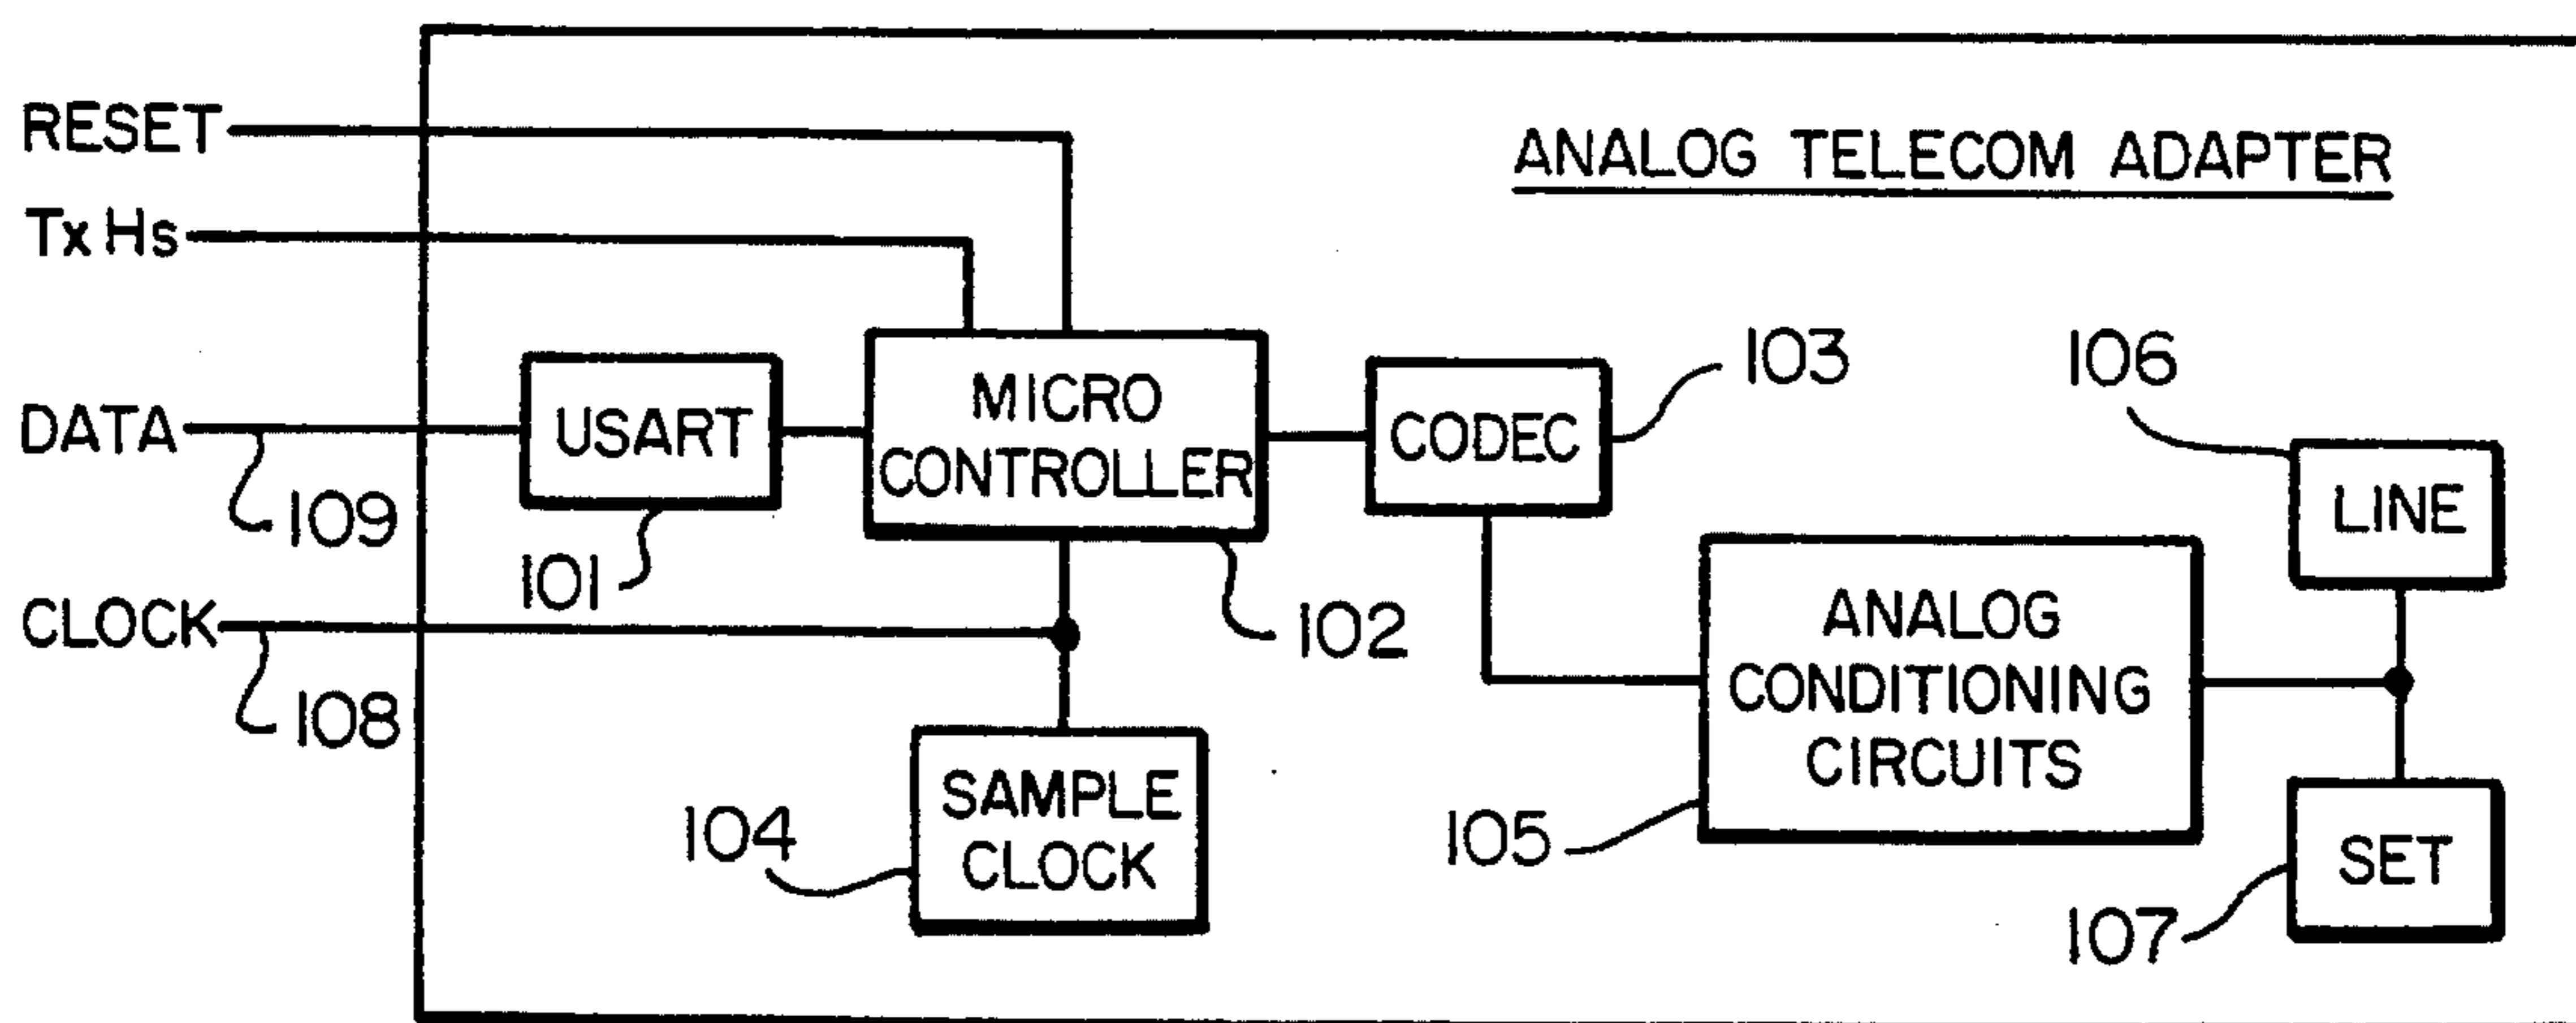 RESET
Tx Hs
DATA
109
CLOCK
108
ANALOG TELECOM ADAPTER
USART
101
MICRO
CONTROLLER
102
CODEC
103
SAMPLE
CLOCK
104
ANALOG
CONDITIONING
CIRCUITS
105
106
LINE
SET
107